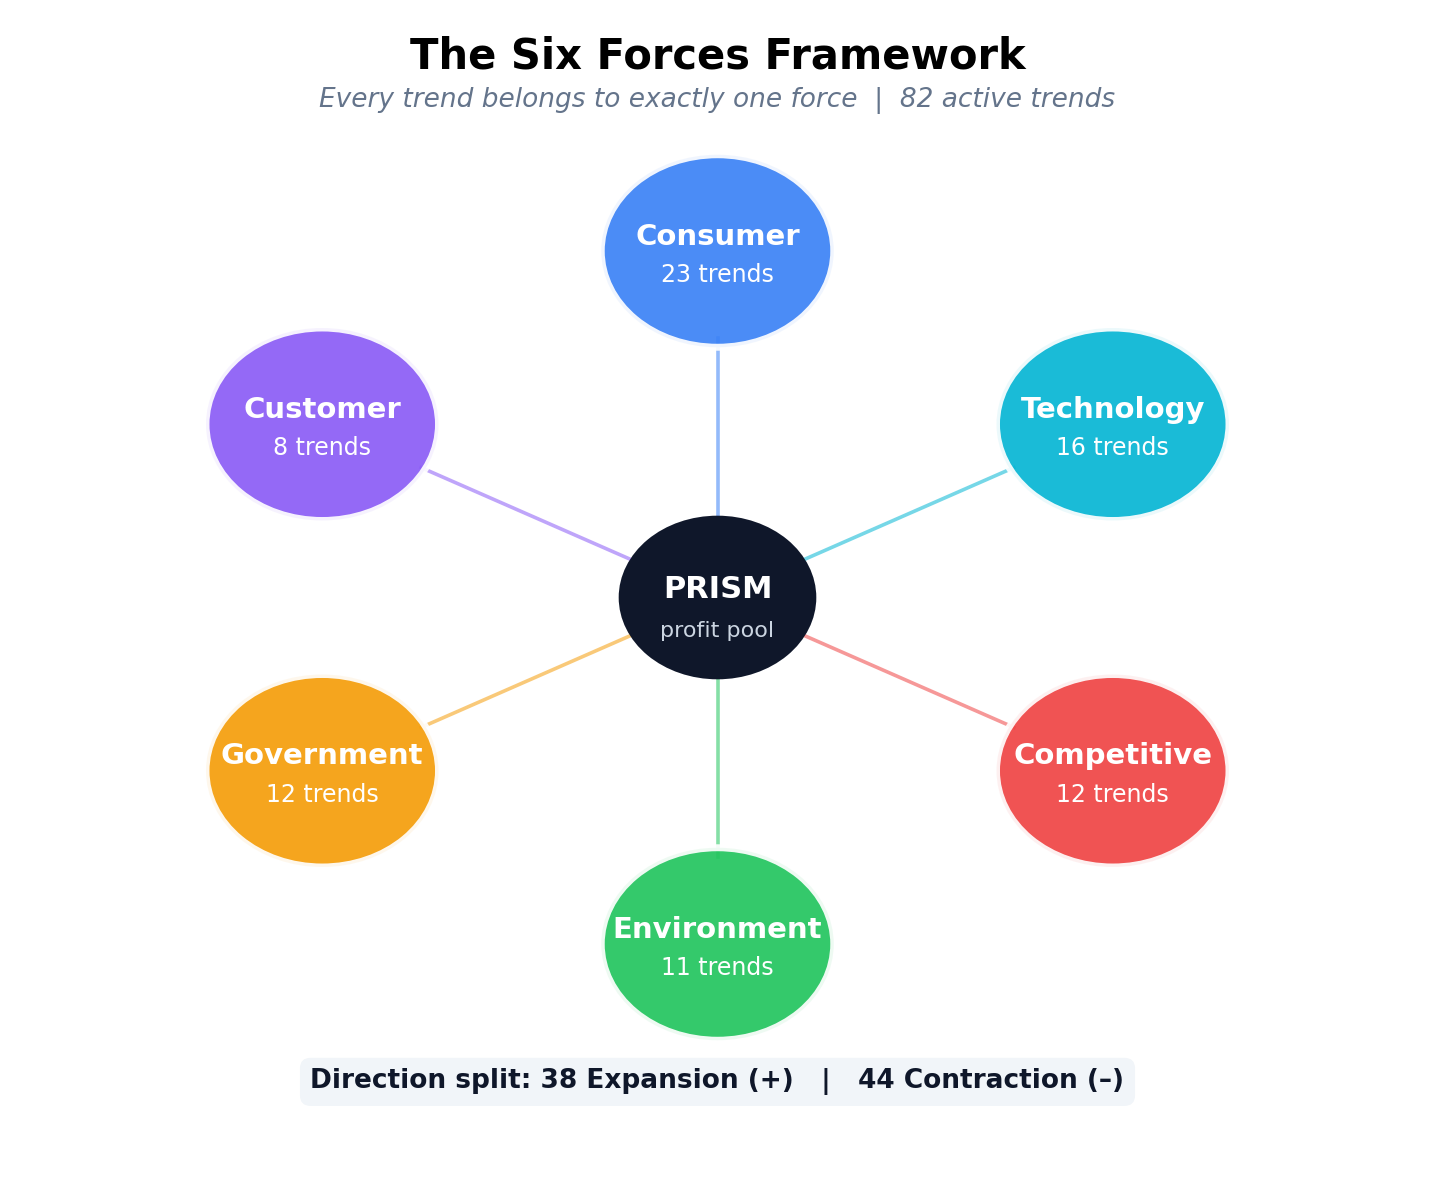 The Six Forces Framework
Every trend belongs to exactly one force | 82 active trends
Consumer
23 trends
Customer
8 trends
Technology
16 trends
PRISM
profit pool
Government
12 trends
Competitive
12 trends
Environment
11 trends
Direction split: 38 Expansion (+) | 44 Contraction (–)